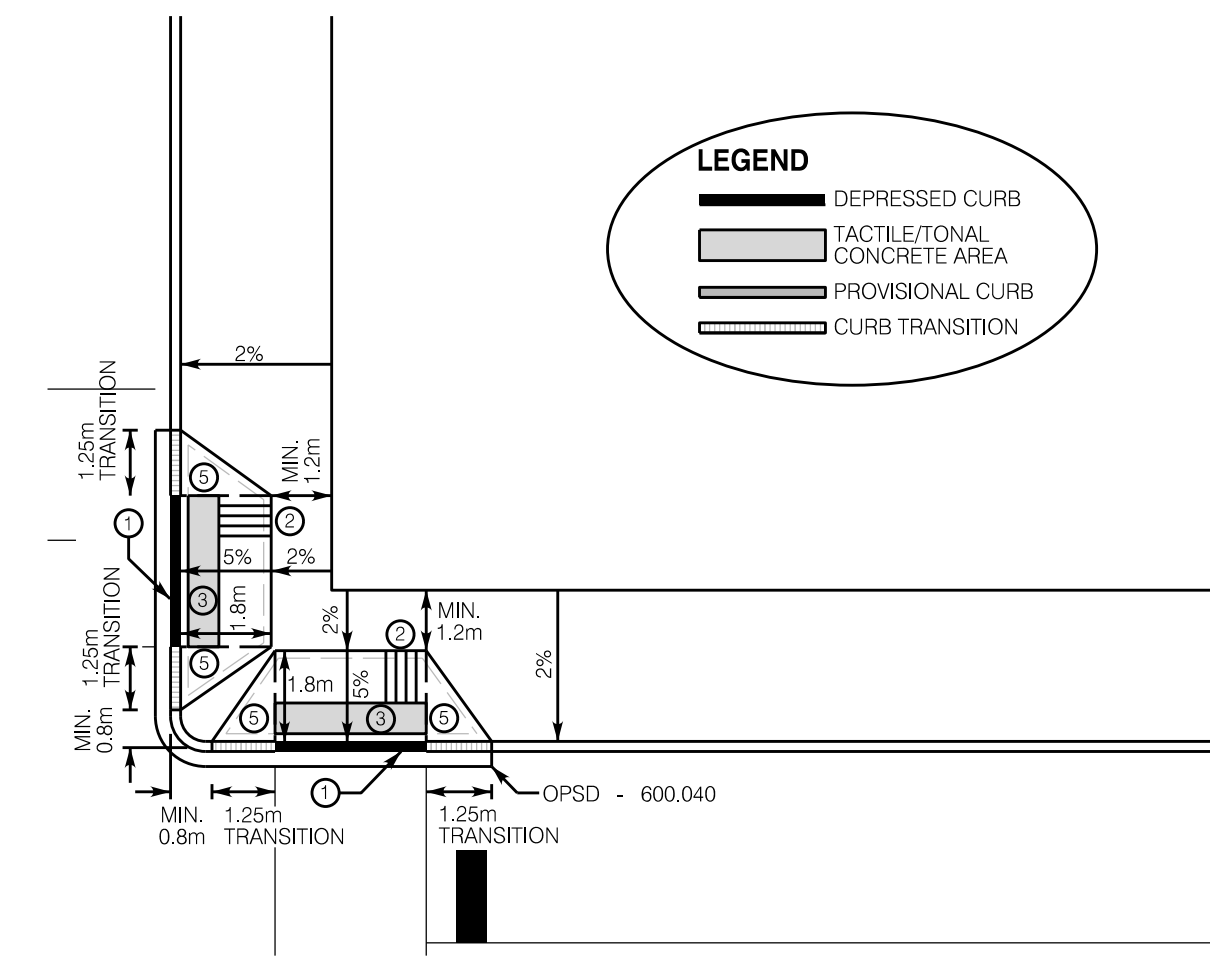 LEGEND
DEPRESSED CURB
TACTILE/TONAL
CONCRETE AREA
PROVISIONAL CURB
CURB TRANSITION
2%
1.25m
TRANSITION
MIN.
1.2m
5
1
2
5%
2%
3
1.8m
1.25m
TRANSITION
5
2%
MIN.
1.2m
2
2%
1.8m
5%
5
3
5
MIN.
0.8m
1
OPSD - 600.040
MIN.
0.8m
1.25m
TRANSITION
1.25m
TRANSITION